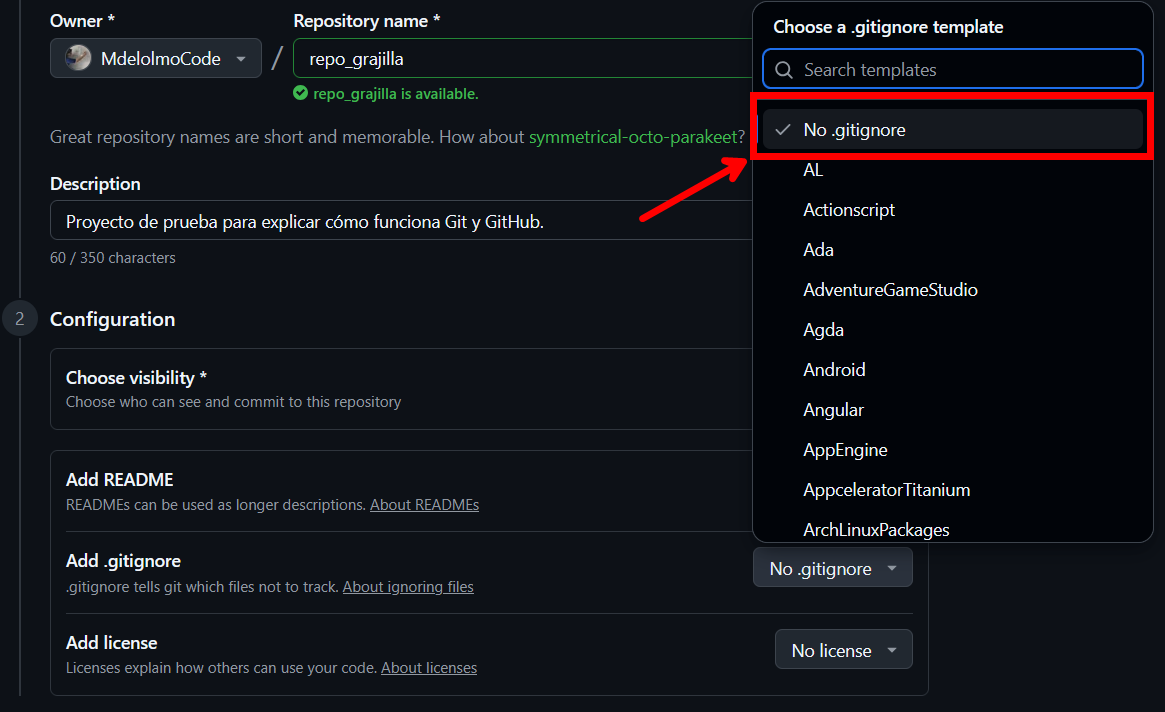 Owner *
Repository name *
MdelolmoCode
/
repo_grajilla
repo_grajilla is available.
Great repository names are short and memorable. How about symmetrical-octo-parakeet?
Description
Proyecto de prueba para explicar cómo funciona Git y GitHub.
60 / 350 characters
2
Configuration
Choose visibility *
Choose who can see and commit to this repository
Add README
READMEs can be used as longer descriptions. About READMEs
Add .gitignore
.gitignore tells git which files not to track. About ignoring files
No .gitignore
Add license
Licenses explain how others can use your code. About licenses
No license
Choose a .gitignore template
Search templates
No .gitignore
AL
Actionscript
Ada
AdventureGameStudio
Agda
Android
Angular
AppEngine
AppceleratorTitanium
ArchLinuxPackages